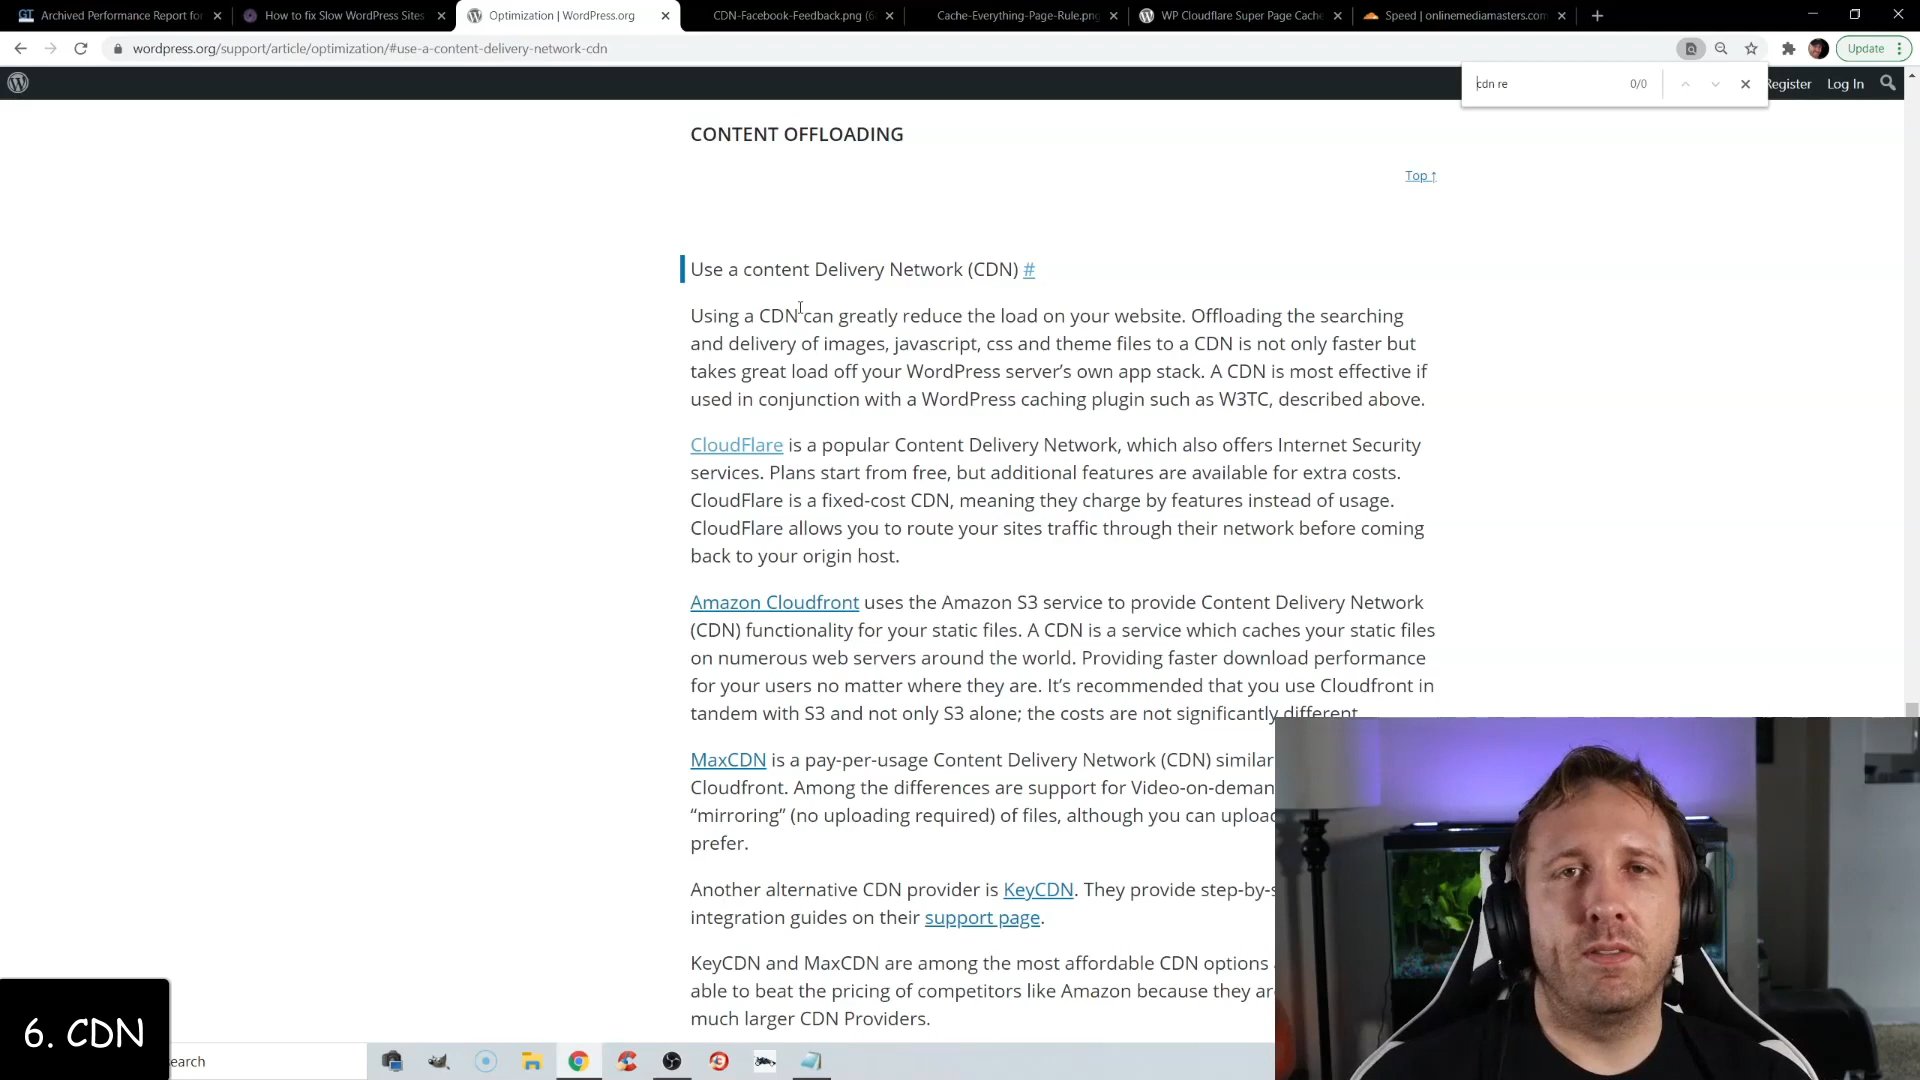 Archived Performance Report for
How to fix Slow WordPress Sites
Optimization | WordPress.org
CDN-Facebook-Feedback.png (6
Cache-Everything-Page-Rule.png
WP Cloudflare Super Page Cache
Speed | onlinemediamasters.com
wordpress.org/support/article/optimization/#use-a-content-delivery-network-cdn
Update
cdn re
0/0
Register
Log In
CONTENT OFFLOADING
Top ↑
Use a content Delivery Network (CDN) #
Using a CDN can greatly reduce the load on your website. Offloading the searching
and delivery of images, javascript, css and theme files to a CDN is not only faster but
takes great load off your WordPress server’s own app stack. A CDN is most effective if
used in conjunction with a WordPress caching plugin such as W3TC, described above.
CloudFlare is a popular Content Delivery Network, which also offers Internet Security
services. Plans start from free, but additional features are available for extra costs.
CloudFlare is a fixed-cost CDN, meaning they charge by features instead of usage.
CloudFlare allows you to route your sites traffic through their network before coming
back to your origin host.
Amazon Cloudfront uses the Amazon S3 service to provide Content Delivery Network
(CDN) functionality for your static files. A CDN is a service which caches your static files
on numerous web servers around the world. Providing faster download performance
for your users no matter where they are. It’s recommended that you use Cloudfront in
tandem with S3 and not only S3 alone; the costs are not significantly different
MaxCDN is a pay-per-usage Content Delivery Network (CDN) similar
Cloudfront. Among the differences are support for Video-on-deman
“mirroring” (no uploading required) of files, although you can upload
prefer.
Another alternative CDN provider is KeyCDN. They provide step-by-s
integration guides on their support page.
KeyCDN and MaxCDN are among the most affordable CDN options
able to beat the pricing of competitors like Amazon because they ar
much larger CDN Providers.
6. CDN
earch